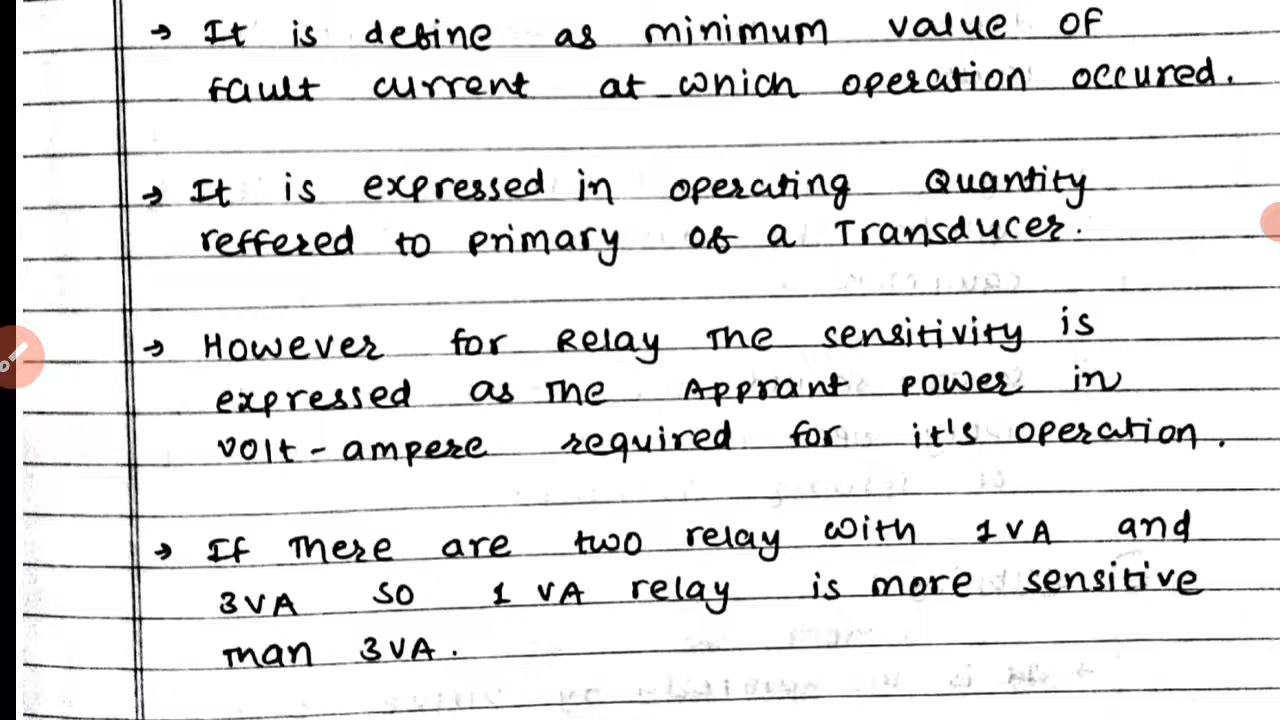 → It is define as minimum value of
fault current at which operation occured.
→ It is expressed in operating Quantity
reffered to primary of a Transducer.
→ However for Relay The sensitivity is
expressed as The Apprant power in
volt-ampere required for it's operation.
→ If There are two relay with 1VA and
3VA so 1 VA relay is more sensitive
Than 3VA.